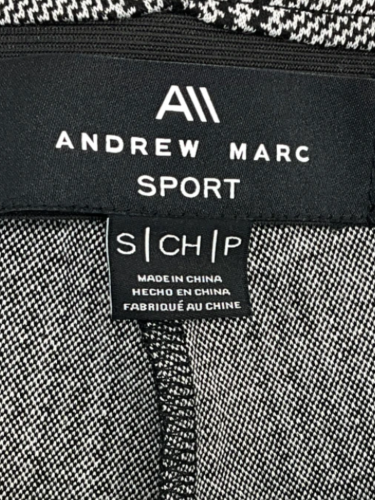 AM
ANDREW MARC
SPORT
S|CH|P
MADE IN CHINA
HECHO EN CHINA
FABRIQUÉ AU CHINE